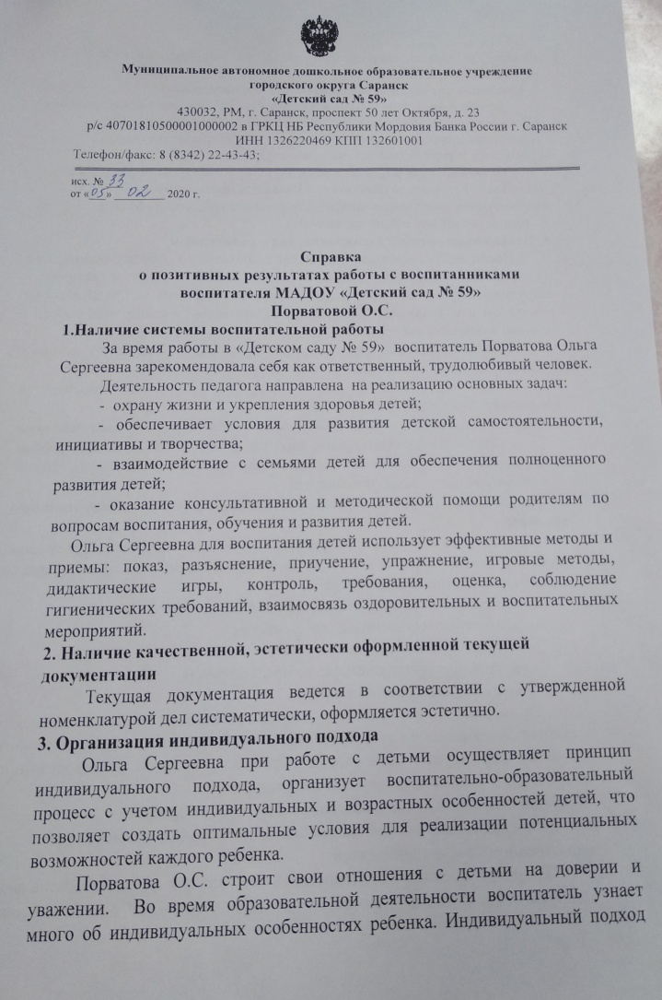 Муниципальное автономное дошкольное образовательное учреждение
городского округа Саранск
«Детский сад № 59»
430032, РМ, г. Саранск, проспект 50 лет Октября, д. 23
р/с 40701810500001000002 в ГРКЦ НБ Республики Мордовия Банка России г. Саранск
ИНН 1326220469 КПП 132601001
Телефон/факс: 8 (8342) 22-43-43;
исх. № 33
от «05» 02 2020 г.
Справка
о позитивных результатах работы с воспитанниками
воспитателя МАДОУ «Детский сад № 59»
Порватовой О.С.
1.Наличие системы воспитательной работы
За время работы в «Детском саду № 59» воспитатель Порватова Ольга
Сергеевна зарекомендовала себя как ответственный, трудолюбивый человек.
Деятельность педагога направлена на реализацию основных задач:
- охрану жизни и укрепления здоровья детей;
- обеспечивает условия для развития детской самостоятельности,
инициативы и творчества;
- взаимодействие с семьями детей для обеспечения полноценного
развития детей;
- оказание консультативной и методической помощи родителям по
вопросам воспитания, обучения и развития детей.
Ольга Сергеевна для воспитания детей использует эффективные методы и
приемы: показ, разъяснение, приучение, упражнение, игровые методы,
дидактические игры, контроль, требования, оценка, соблюдение
гигиенических требований, взаимосвязь оздоровительных и воспитательных
мероприятий.
2. Наличие качественной, эстетически оформленной текущей
документации
Текущая документация ведется в соответствии с утвержденной
номенклатурой дел систематически, оформляется эстетично.
3. Организация индивидуального подхода
Ольга Сергеевна при работе с детьми осуществляет принцип
индивидуального подхода, организует воспитательно-образовательный
процесс с учетом индивидуальных и возрастных особенностей детей, что
позволяет создать оптимальные условия для реализации потенциальных
возможностей каждого ребенка.
Порватова О.С. строит свои отношения с детьми на доверии и
уважении. Во время образовательной деятельности воспитатель узнает
много об индивидуальных особенностях ребенка. Индивидуальный подход